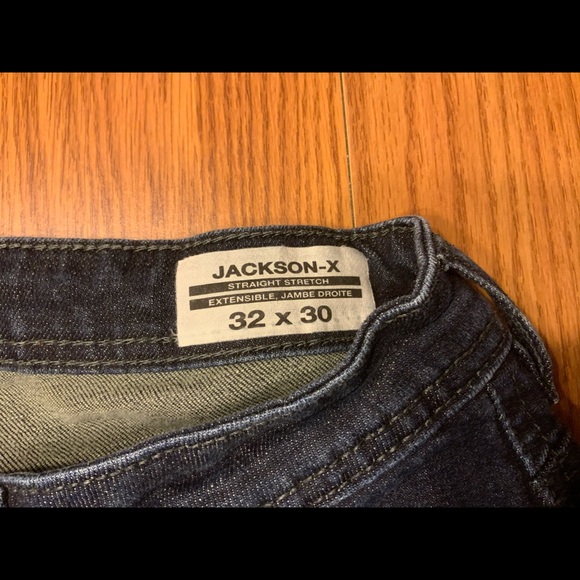 JACKSON-X
STRAIGHT STRETCH
EXTENSIBLE, JAMBE DROITE
32 x 30